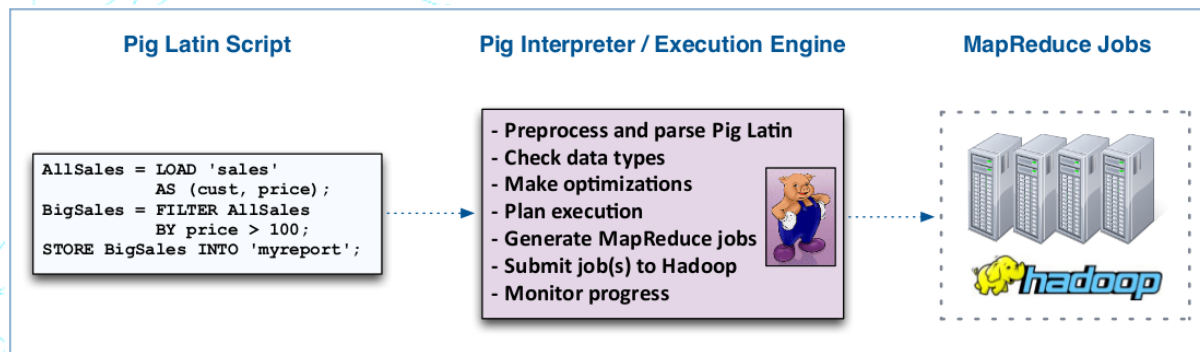 Pig Latin Script
Pig Interpreter / Execution Engine
MapReduce Jobs
AllSales = LOAD 'sales'
AS (cust, price);
BigSales = FILTER AllSales
BY price > 100;
STORE BigSales INTO 'myreport';
- Preprocess and parse Pig Latin
- Check data types
- Make optimizations
- Plan execution
- Generate MapReduce jobs
- Submit job(s) to Hadoop
- Monitor progress
hadoop